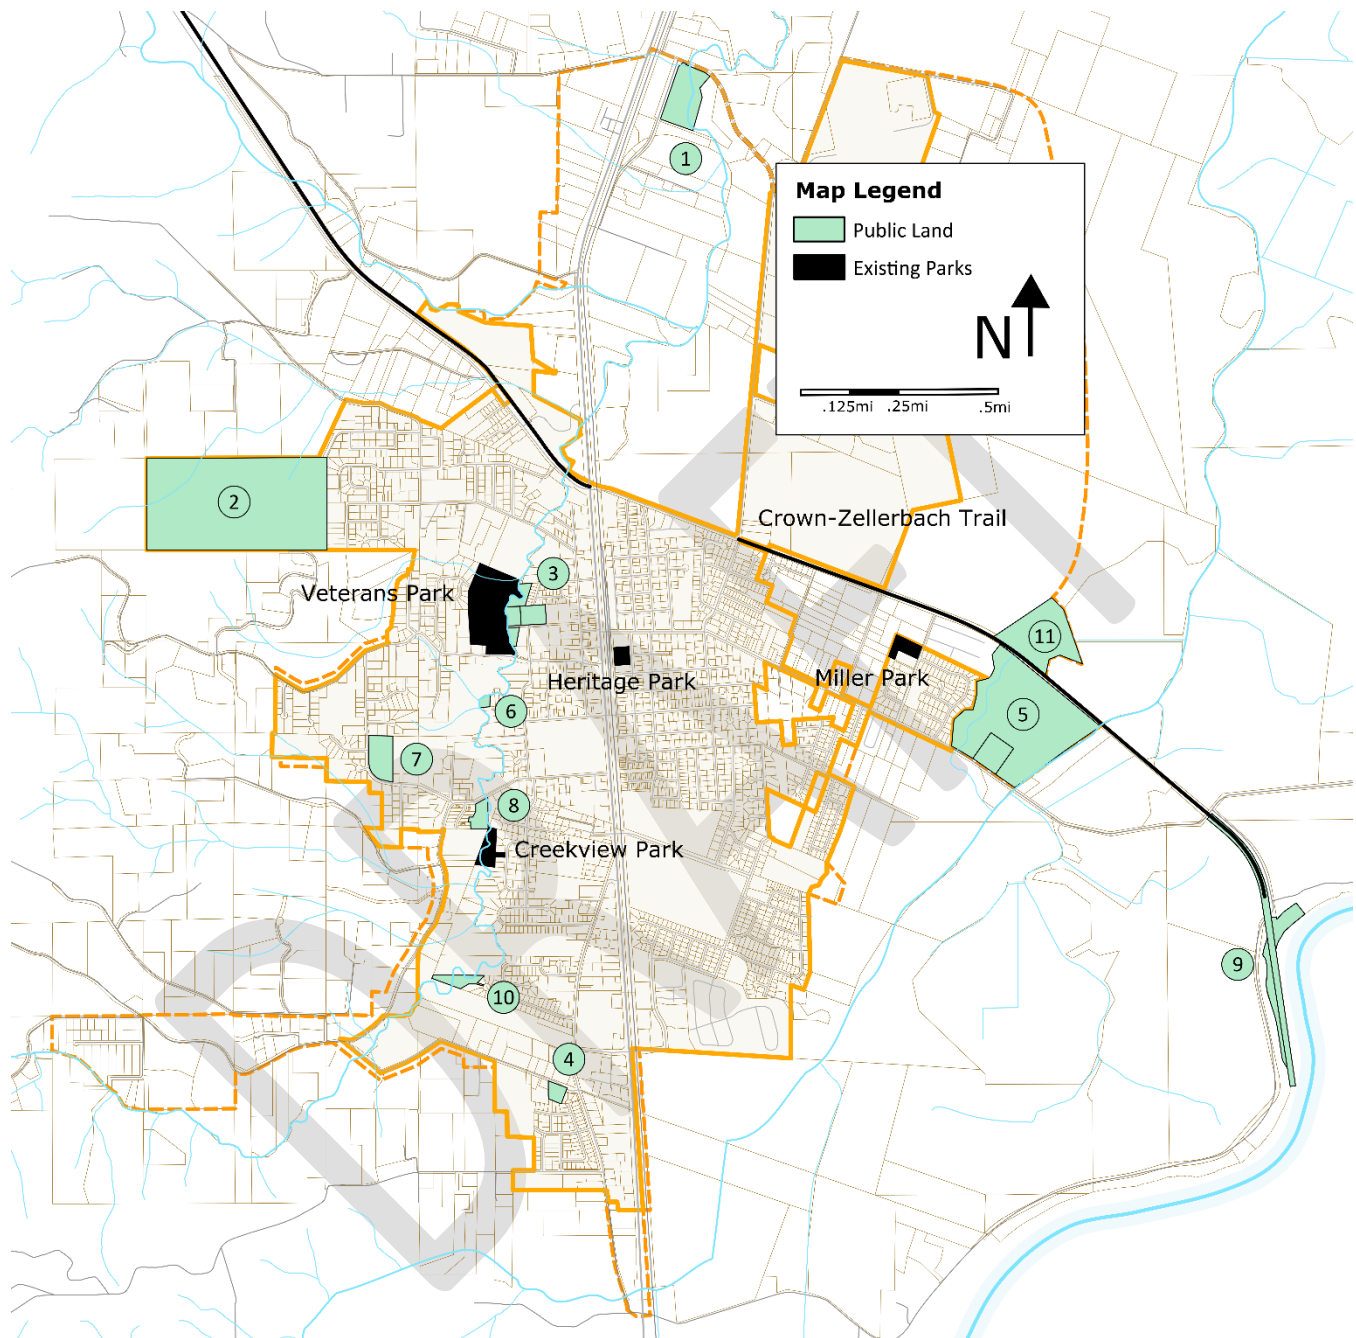 1
Map Legend
Public Land
Existing Parks
N
.125mi .25mi .5mi
2
Crown-Zellerbach Trail
3
Veterans Park
11
Heritage Park
Miller Park
6
5
7
8
Creekview Park
9
10
4
DRAFT